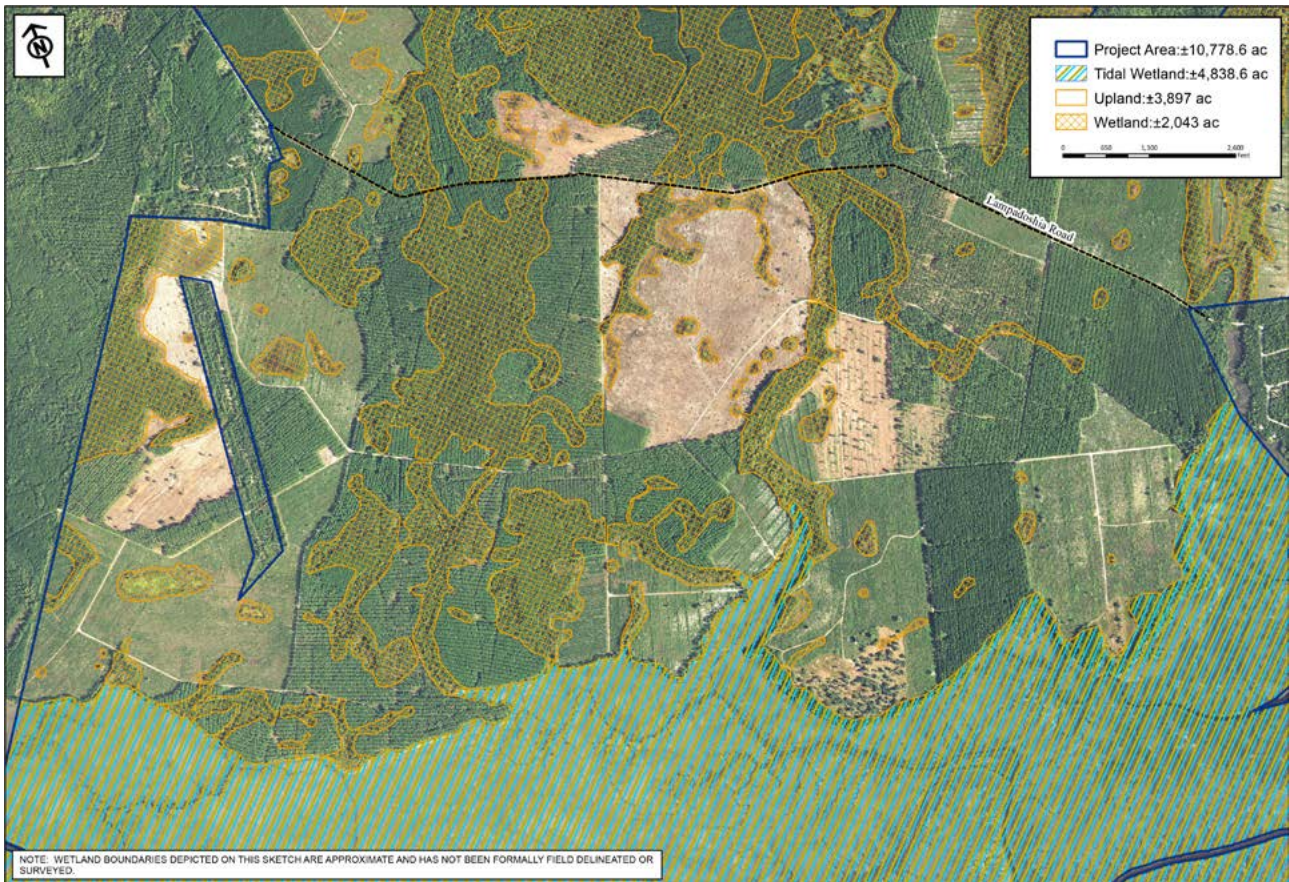 N
Project Area:±10,778.6 ac
Tidal Wetland:±4,838.6 ac
Upland:±3,897 ac
Wetland:±2,043 ac
0 650 1,300 2,600
Feet
Lampadoshia Road
NOTE: WETLAND BOUNDARIES DEPICTED ON THIS SKETCH ARE APPROXIMATE AND HAS NOT BEEN FORMALLY FIELD DELINEATED OR
SURVEYED.